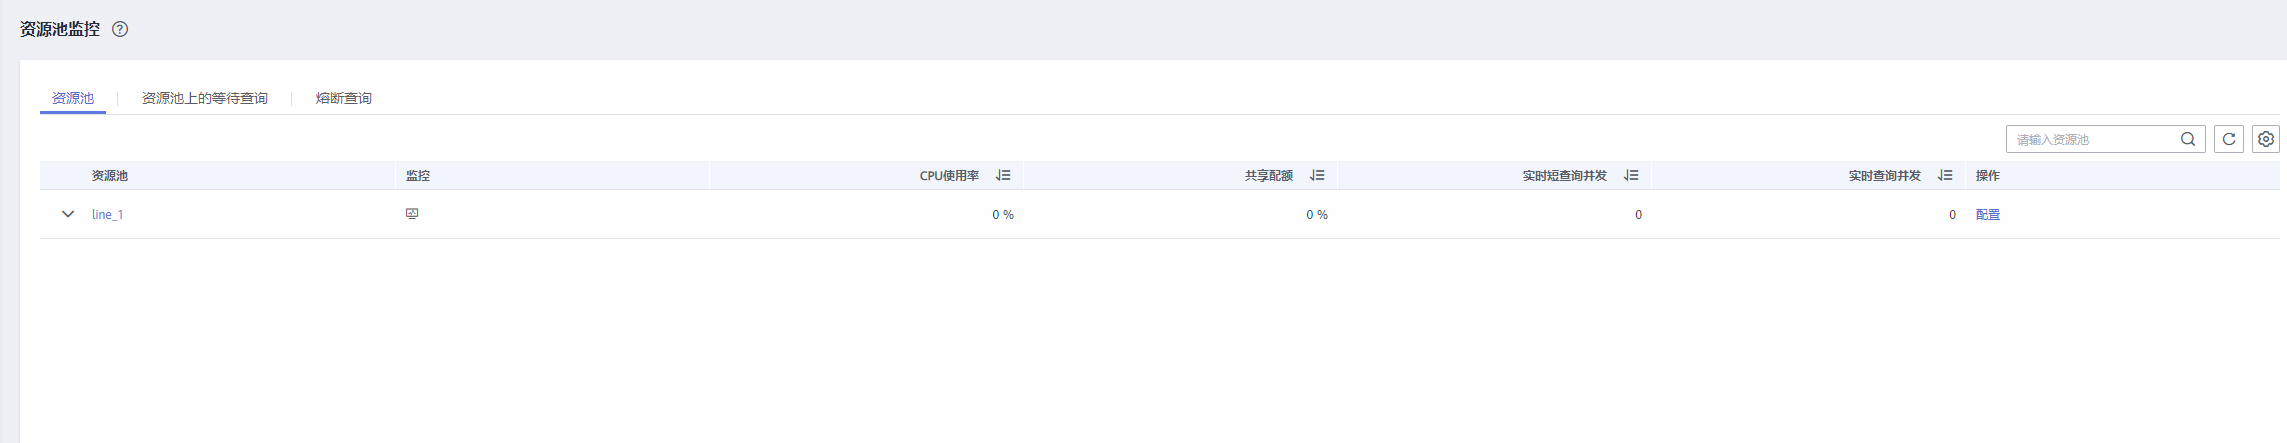 资源池监控 ?
资源池 资源池上的等待查询 熔断查询
请输入资源池
资源池 监控 CPU使用率 共享配额 实时短查询并发 实时查询并发 操作
line_1 0 % 0 % 0 0 配置